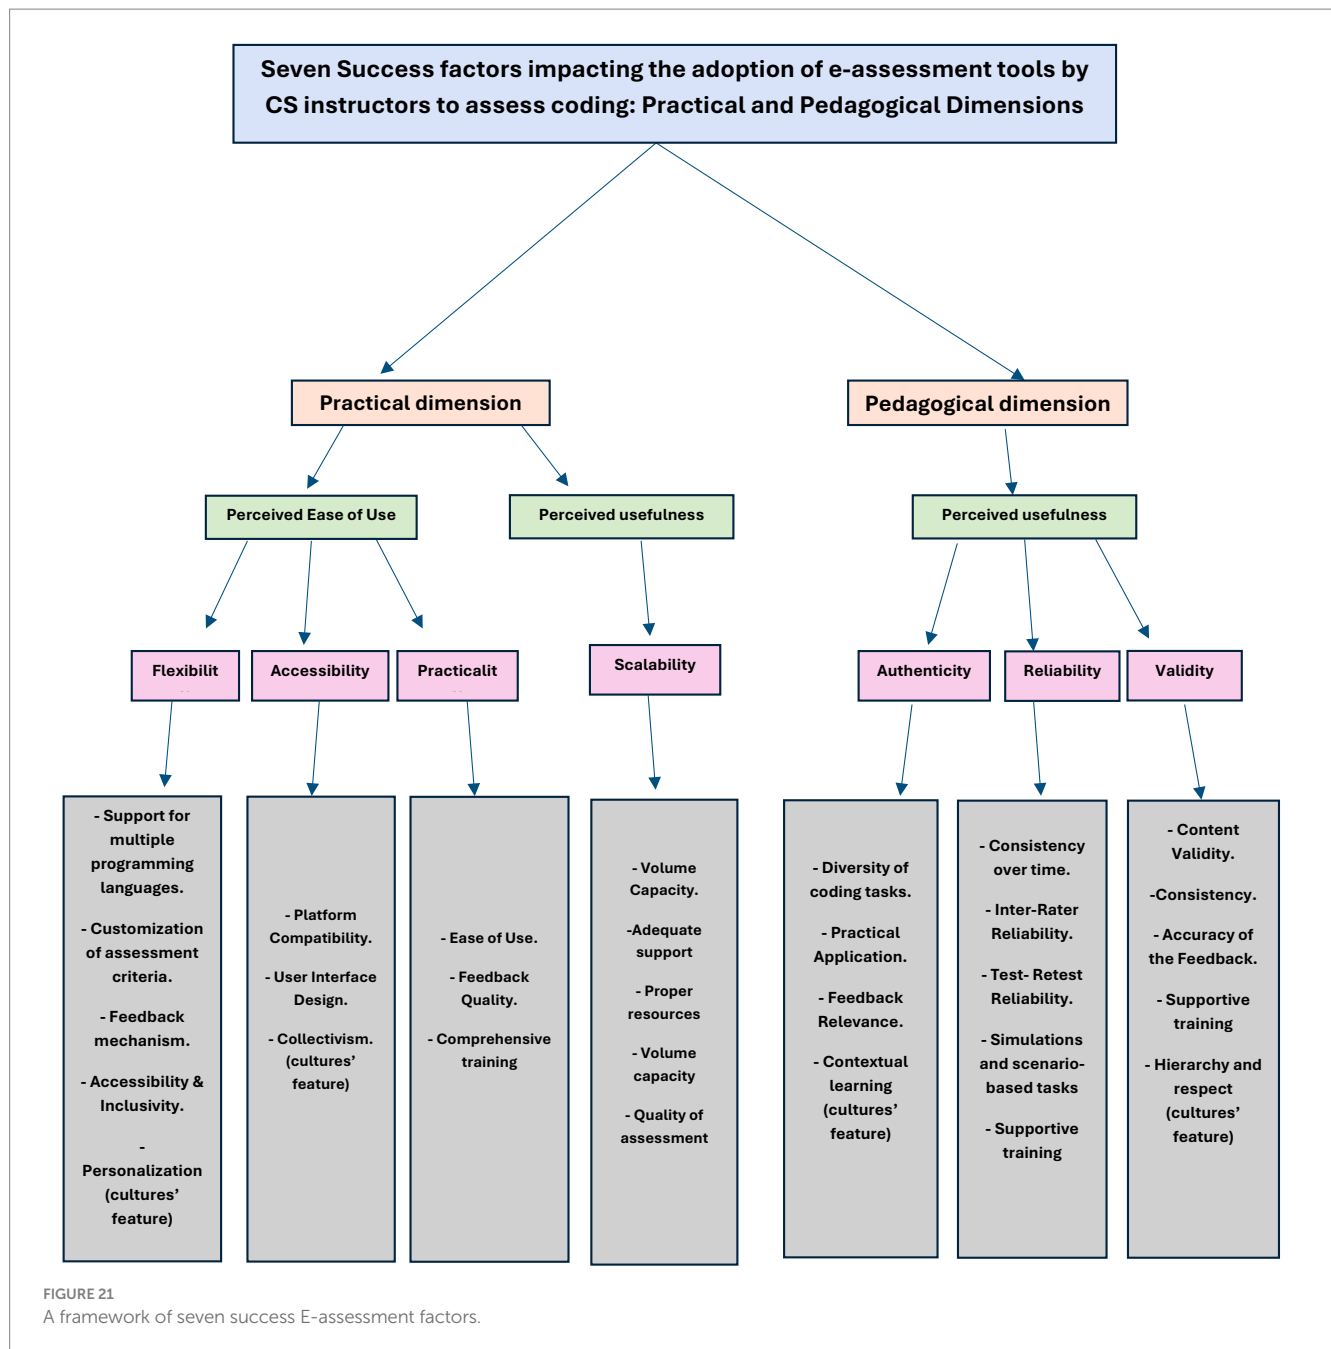 Seven Success factors impacting the adoption of e-assessment tools by
CS instructors to assess coding: Practical and Pedagogical Dimensions
Practical dimension
Pedagogical dimension
Perceived Ease of Use
Perceived usefulness
Perceived usefulness
Flexibilit
Accessibility
Practicalit
Scalability
Authenticity
Reliability
Validity
- Support for
multiple
programming
languages.
- Customization
of assessment
criteria.
- Feedback
mechanism.
- Accessibility &
Inclusivity.
-
Personalization
(cultures’
feature)
- Platform
Compatibility.
- User Interface
Design.
- Collectivism.
(cultures’
feature)
- Ease of Use.
- Feedback
Quality.
- Comprehensive
training
- Volume
Capacity.
-Adequate
support
- Proper
resources
- Volume
capacity
- Quality of
assessment
- Diversity of
coding tasks.
- Practical
Application.
- Feedback
Relevance.
- Contextual
learning
(cultures’
feature)
- Consistency
over time.
- Inter-Rater
Reliability.
- Test- Retest
Reliability.
- Simulations
and scenario-
based tasks
- Supportive
training
- Content
Validity.
-Consistency.
- Accuracy of
the Feedback.
- Supportive
training
- Hierarchy and
respect
(cultures’
feature)
FIGURE 21
A framework of seven success E-assessment factors.